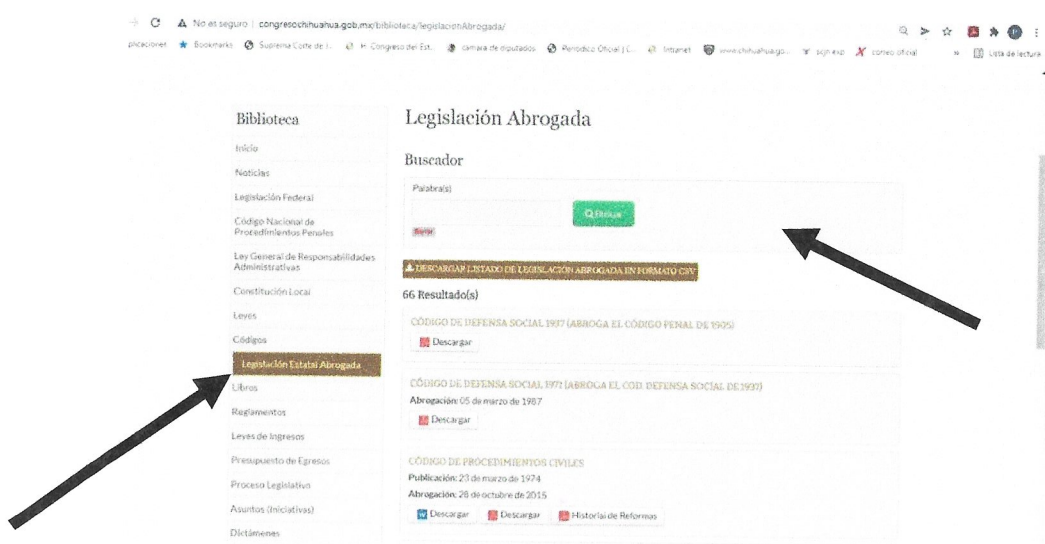 No es seguro | congresochihuahua.gob.mx/biblioteca/legislacionAbrogada/
Bookmarks Suprema Corte de J... H. Congreso del Est... camara de diputados Periodico Oficial | C... Intranet www.chihuahua.go... correo oficial » Lista de lectura
Biblioteca
Inicio
Noticias
Legislación Federal
Código Nacional de
Procedimientos Penales
Ley General de Responsabilidades
Administrativas
Constitución Local
Leyes
Códigos
Legislación Estatal Abrogada
Libros
Reglamentos
Leyes de Ingresos
Presupuesto de Egresos
Proceso Legislativo
Asuntos (Iniciativas)
Dictámenes
Legislación Abrogada
Buscador
Palabra(s)
Buscar
Borrar
DESCARGAR LISTADO DE LEGISLACIÓN ABROGADA EN FORMATO CSV
66 Resultado(s)
CÓDIGO DE DEFENSA SOCIAL 1937 (ABROGA EL CÓDIGO PENAL DE 1905)
Descargar
CÓDIGO DE DEFENSA SOCIAL 1971 (ABROGA EL COD. DEFENSA SOCIAL DE 1937)
Abrogación: 05 de marzo de 1987
Descargar
CÓDIGO DE PROCEDIMIENTOS CIVILES
Publicación: 23 de marzo de 1974
Abrogación: 28 de octubre de 2015
Descargar Descargar Historial de Reformas